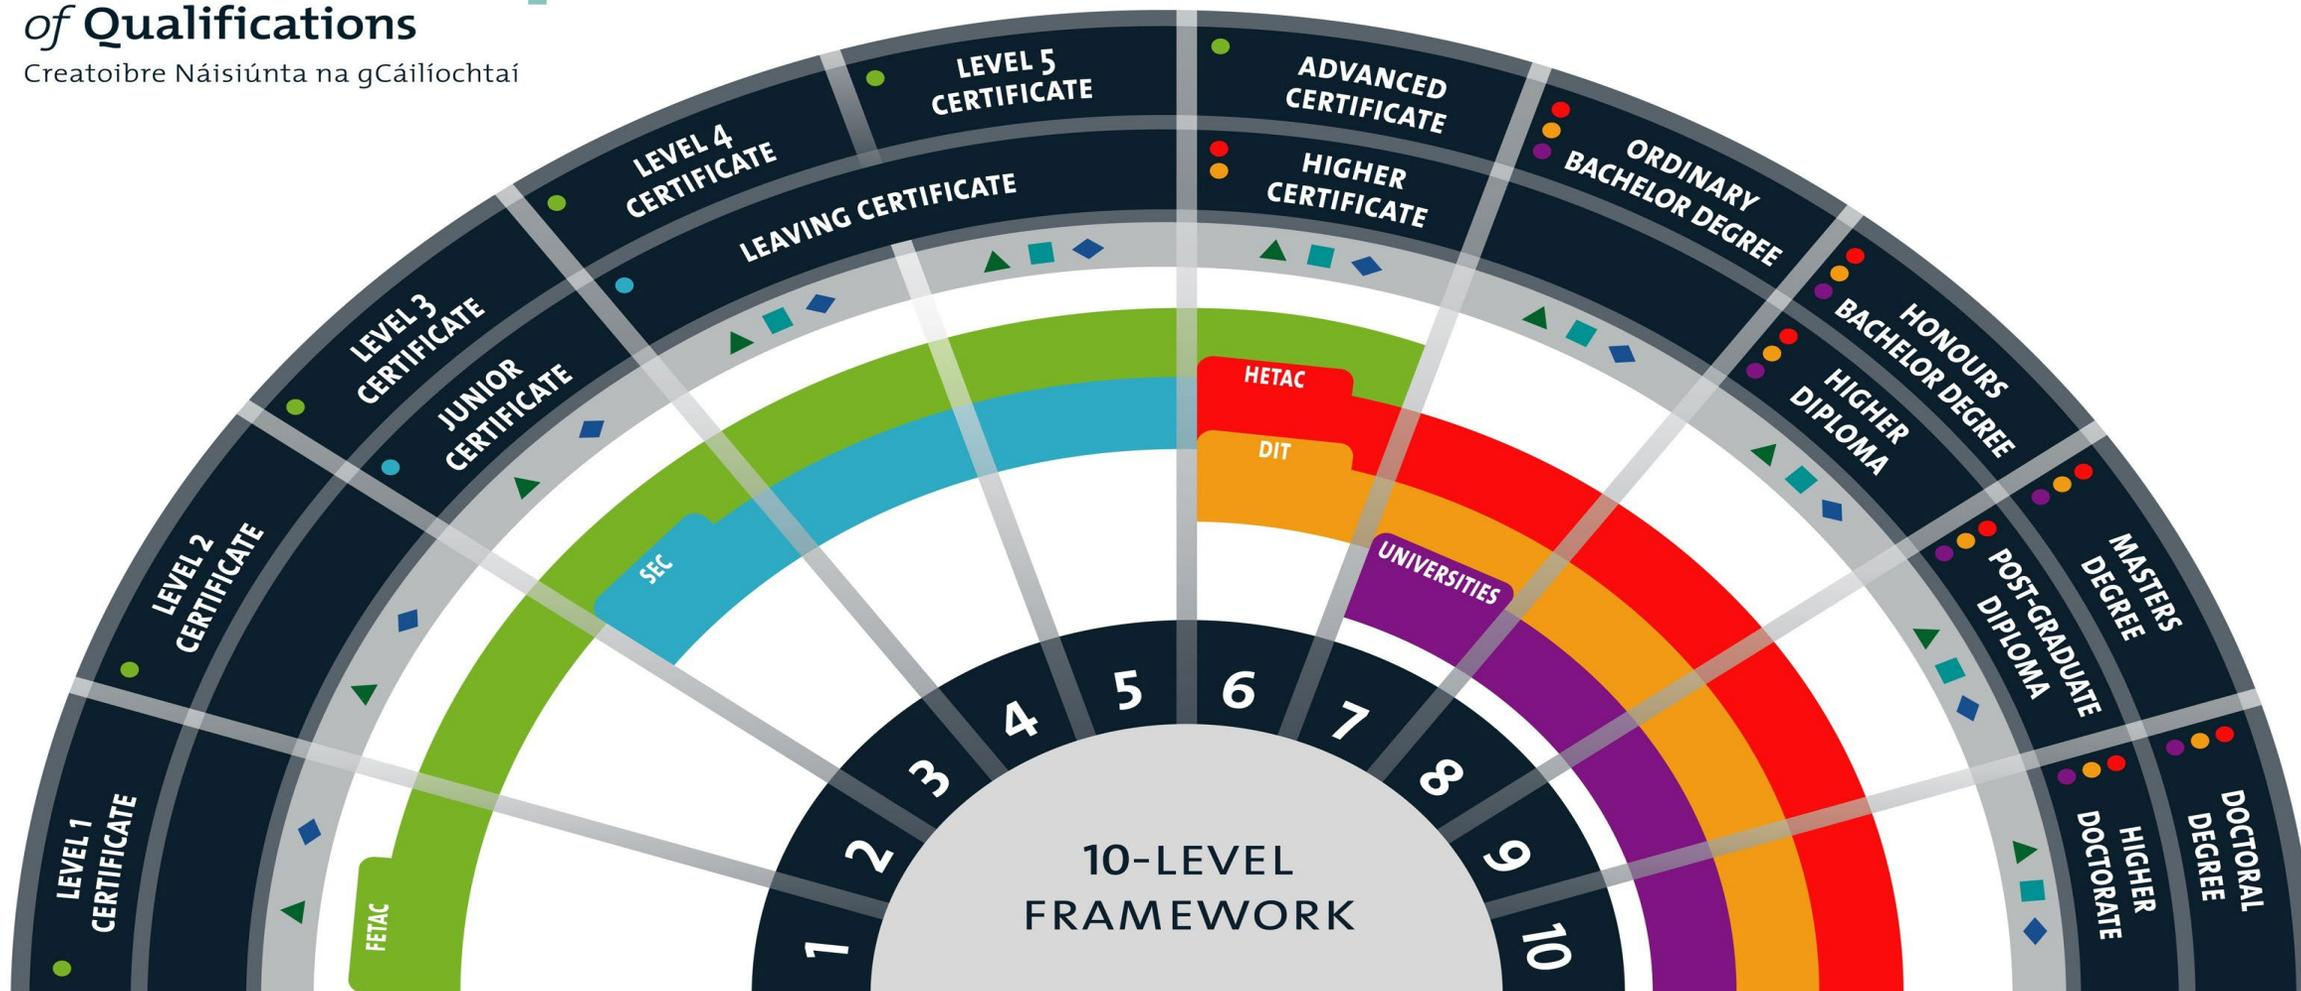 of Qualifications
Creatoibre Náisiúnta na gCáilíochtaí
LEVEL 1
CERTIFICATE
LEVEL 2
CERTIFICATE
LEVEL 3
CERTIFICATE
JUNIOR
CERTIFICATE
LEVEL 4
CERTIFICATE
LEVEL 5
CERTIFICATE
LEAVING CERTIFICATE
ADVANCED
CERTIFICATE
HIGHER
CERTIFICATE
ORDINARY
BACHELOR DEGREE
HONOURS
BACHELOR DEGREE
HIGHER
DIPLOMA
MASTERS
DEGREE
POST-GRADUATE
DIPLOMA
DOCTORAL
DEGREE
HIGHER
DOCTORATE
FETAC
SEC
HETAC
DIT
UNIVERSITIES
1
2
3
4
5
6
7
8
9
10
10-LEVEL
FRAMEWORK